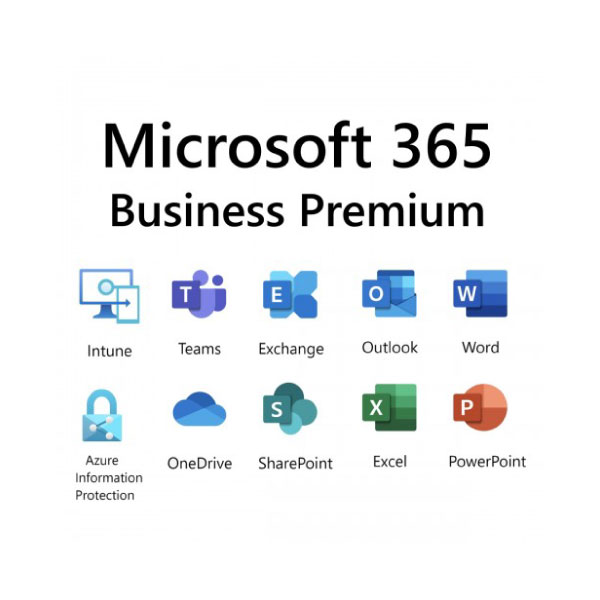 Microsoft 365
Business Premium
T
E
O
W
Intune
Teams
Exchange
Outlook
Word
S
X
P
Azure
Information
Protection
OneDrive
SharePoint
Excel
PowerPoint